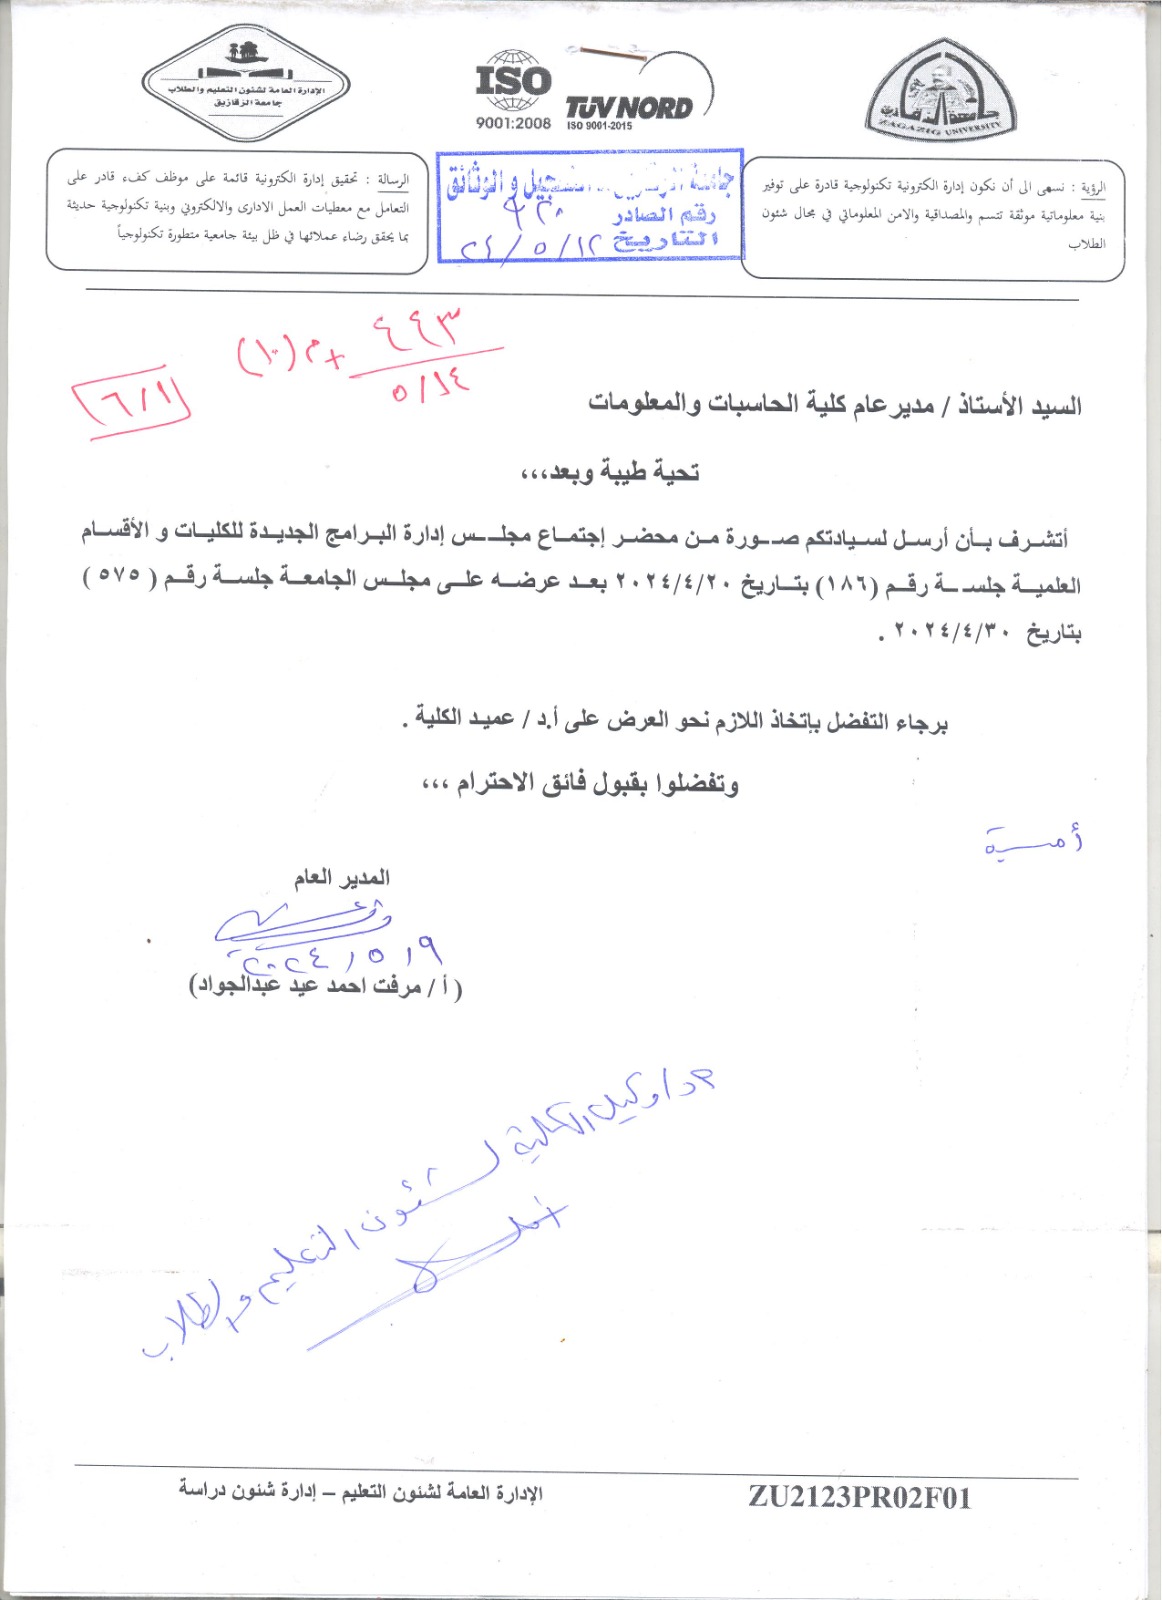 الإدارة العامة لشئون التعليم والطلاب
جامعة الزقازيق
ISO
9001:2008
TÜV NORD
ISO 9001-2015
جامعة الزقازيق
ZAGAZIG UNIVERSITY
الرؤية : نسعى الى أن نكون إدارة الكترونية تكنولوجية قادرة على توفير
بنية معلوماتية موثقة تتسم والمصداقية والامن المعلوماتي في مجال شئون
الطلاب
جامعة الزقازيق التسجيل والوثائق
رقم الصادر ٩٢٠
التاريخ ٢٤/٥/١٢
الرسالة : تحقيق إدارة الكترونية قائمة على موظف كفء قادر على
التعامل مع معطيات العمل الادارى والالكتروني وبنية تكنولوجية حديثة
بما يحقق رضاء عملائها في ظل بيئة جامعية متطورة تكنولوجياً
٤٤٣
٥/١٤
+ م (١٠)
٦/١
السيد الأستاذ / مدير عام كلية الحاسبات والمعلومات
تحية طيبة وبعد،،،
أتشرف بأن أرسل لسيادتكم صورة من محضر إجتماع مجلس إدارة البرامج الجديدة للكليات و الأقسام
العلمية جلسة رقم (١٨٦) بتاريخ ٢٠٢٤/٤/٢٠ بعد عرضه على مجلس الجامعة جلسة رقم ( ٥٧٥ )
بتاريخ ٢٠٢٤/٤/٣٠ .
برجاء التفضل بإتخاذ اللازم نحو العرض على أ.د / عميد الكلية .
وتفضلوا بقبول فائق الاحترام ،،،
أميرة
المدير العام
٢٠٢٤/٥/٩
( أ / مرفت احمد عيد عبدالجواد)
د/ وكيل الكلية لشئون التعليم والطلاب
ZU2123PR02F01
الإدارة العامة لشئون التعليم – إدارة شئون دراسة